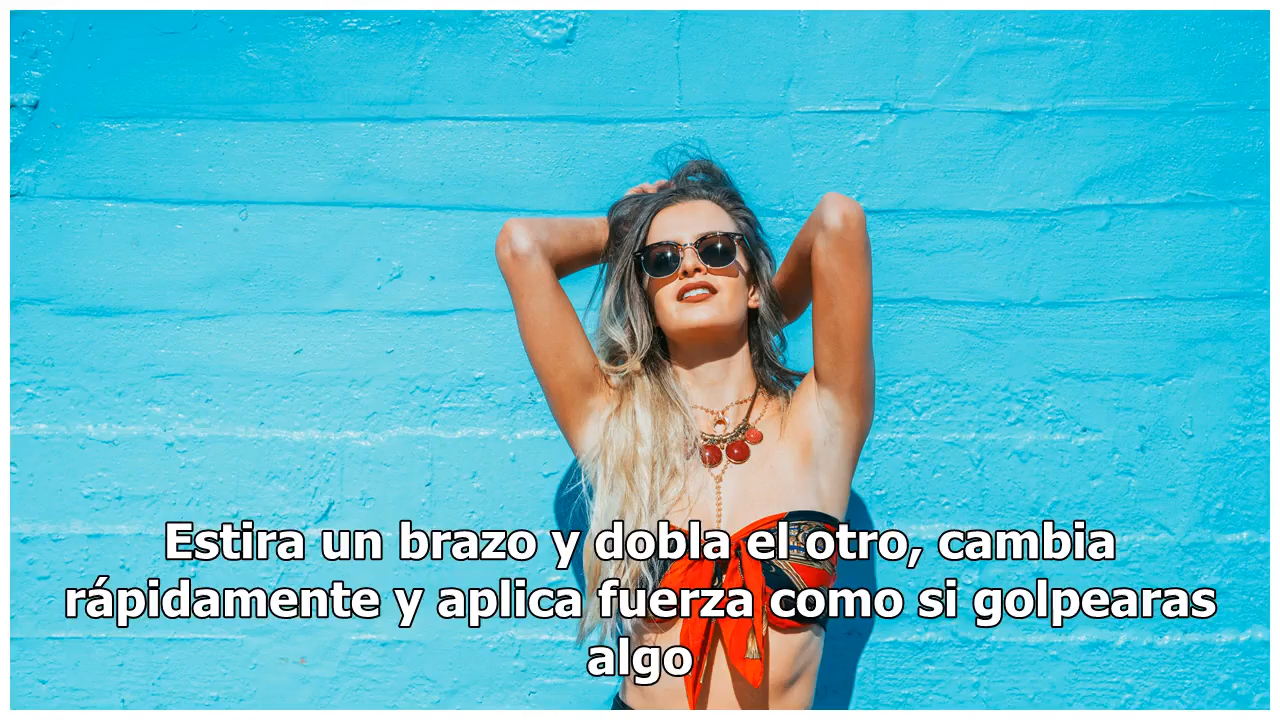 Estira un brazo y dobla el otro, cambia
rápidamente y aplica fuerza como si golpearas
algo